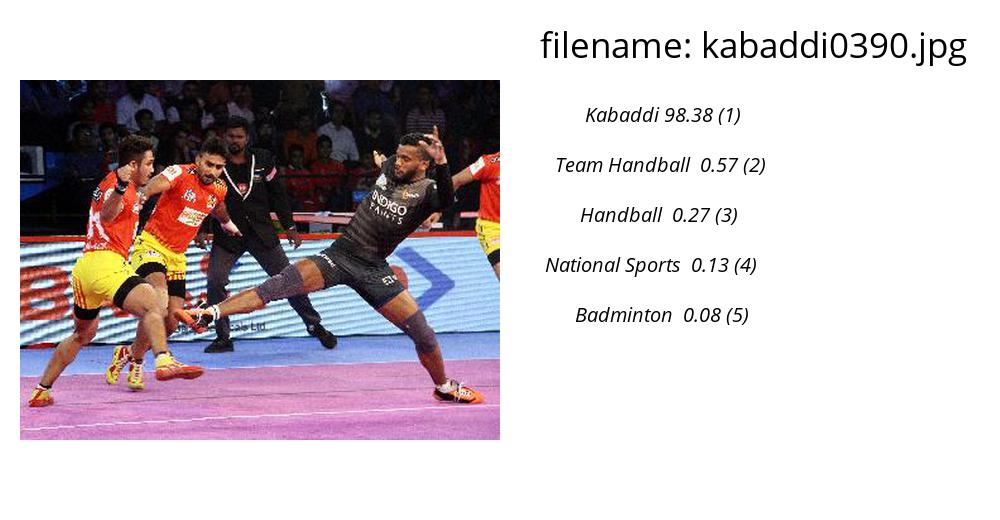 filename: kabaddi0390.jpg
Kabaddi 98.38 (1)
Team Handball 0.57 (2)
Handball 0.27 (3)
National Sports 0.13 (4)
Badminton 0.08 (5)
INDIGO
PAINTS